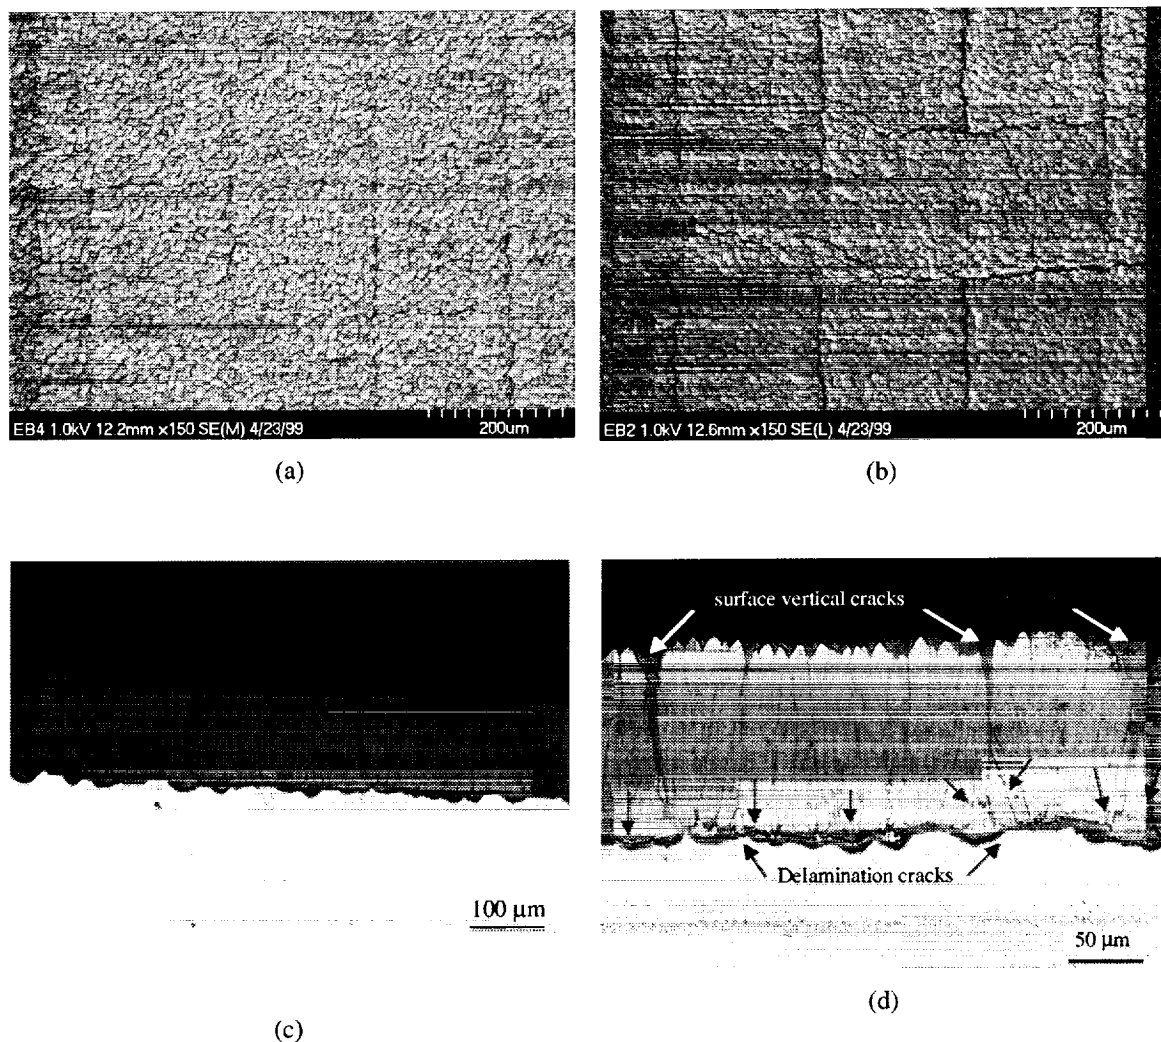 EB4 1.0kV 12.2mm x150 SE(M) 4/23/99 200um
EB2 1.0kV 12.6mm x150 SE(L) 4/23/99 200um
(a)
(b)
surface vertical cracks
Delamination cracks
100 μm
50 μm
(c)
(d)